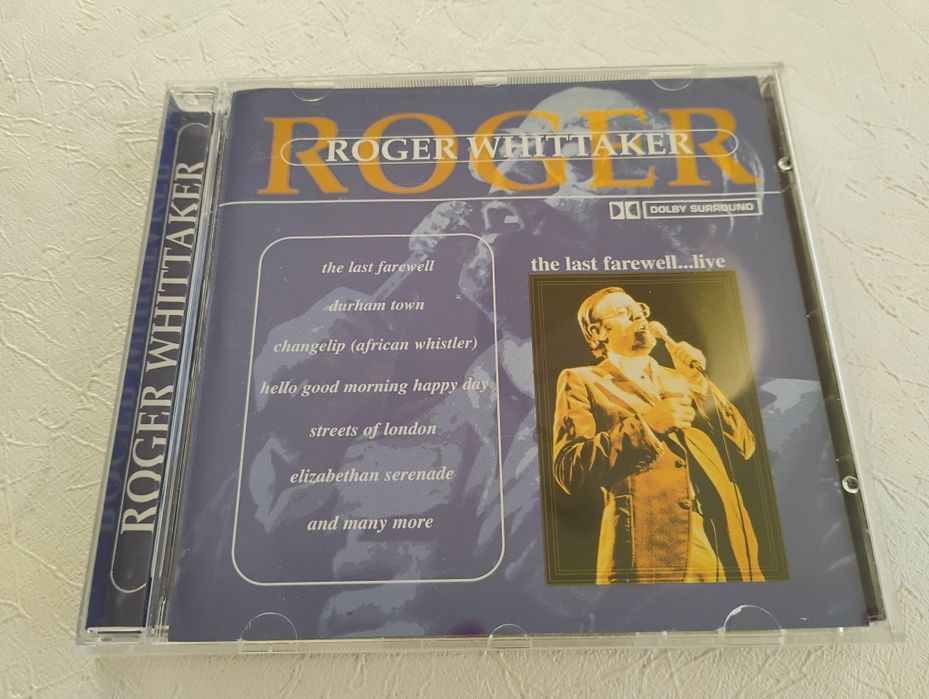 ROGER
ROGER WHITTAKER
DOLBY SURROUND
the last farewell
durham town
changelip (african whistler)
hello good morning happy day
streets of london
elizabethan serenade
and many more
the last farewell...live
ROGER WHITTAKER